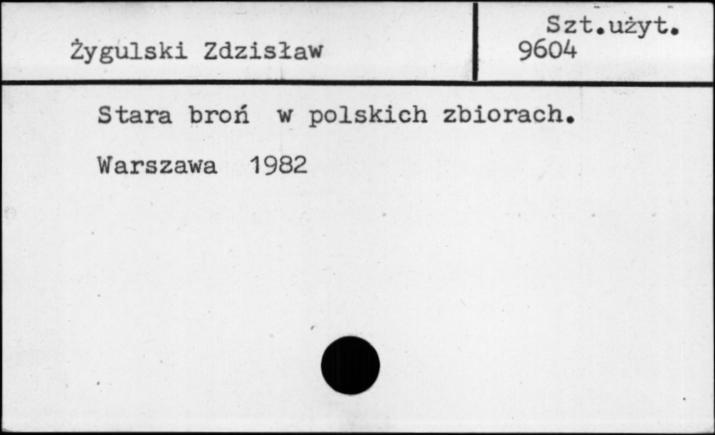 Żygulski Zdzisław
Szt.użyt.
9604
Stara broń w polskich zbiorach.
Warszawa 1982